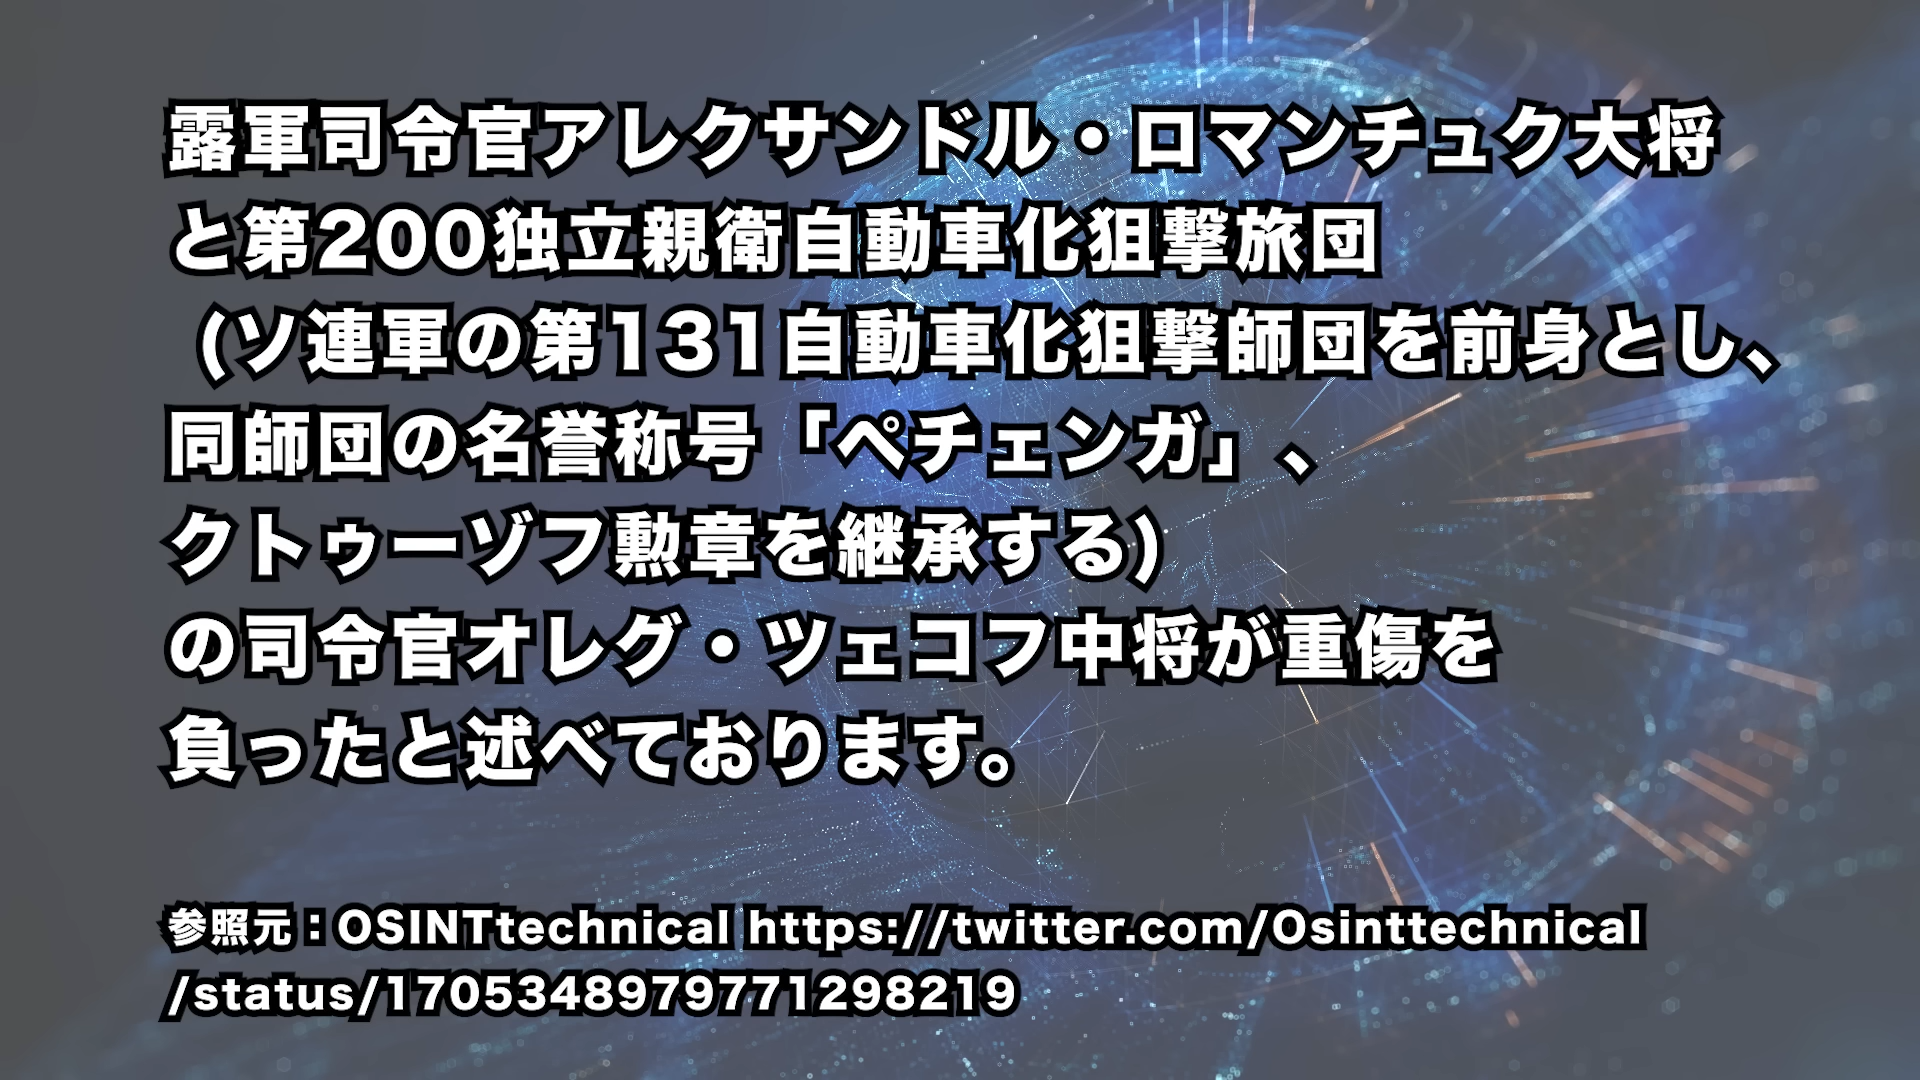 露軍司令官アレクサンドル・ロマンチュク大将
と第200独立親衛自動車化狙撃旅団
(ソ連軍の第131自動車化狙撃師団を前身とし、
同師団の名誉称号「ペチェンガ」、
クトゥーゾフ勲章を継承する)
の司令官オレグ・ツェコフ中将が重傷を
負ったと述べております。
参照元：OSINTtechnical https://twitter.com/Osinttechnical
/status/1705348979771298219